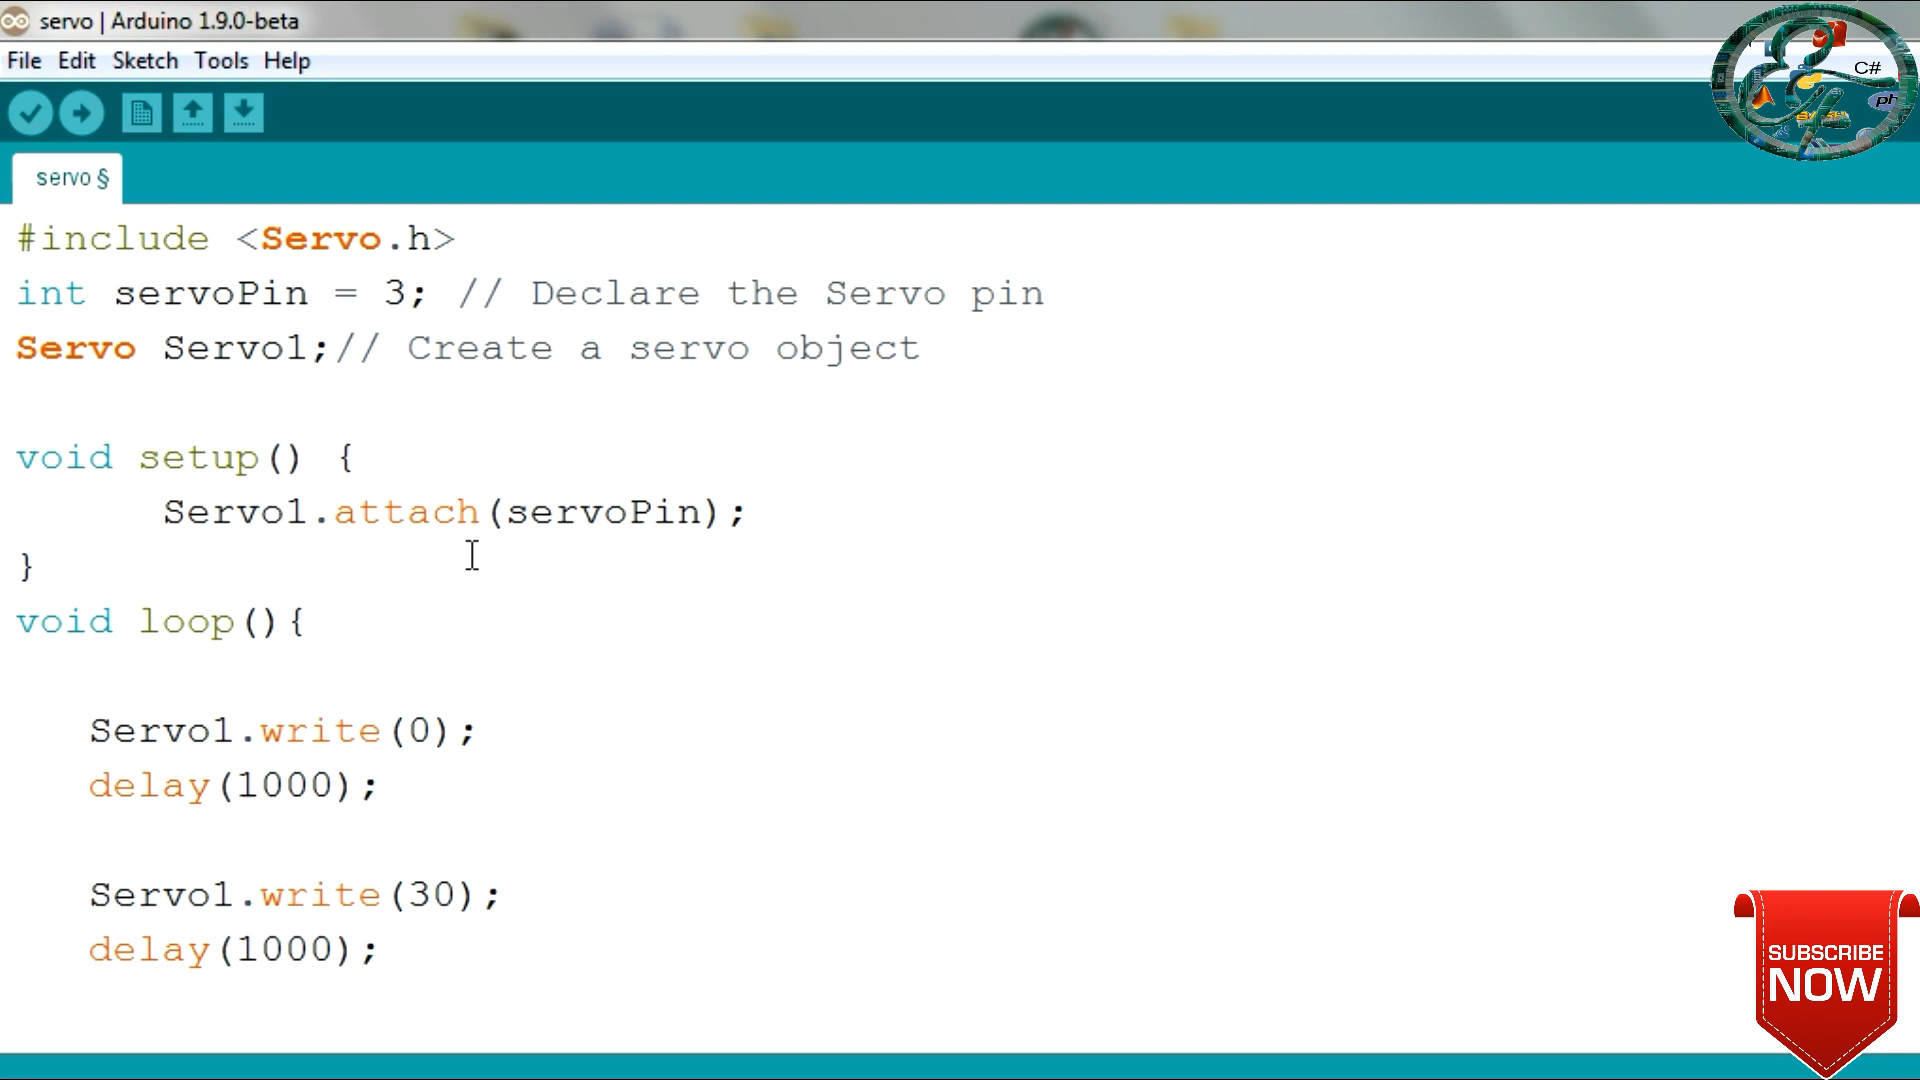 servo | Arduino 1.9.0-beta
File Edit Sketch Tools Help
C#
ph
servo §
#include <Servo.h>
int servoPin = 3; // Declare the Servo pin
Servo Servo1;// Create a servo object
void setup() {
Servo1.attach(servoPin);
}
void loop(){
Servo1.write(0);
delay(1000);
Servo1.write(30);
delay(1000);
SUBSCRIBE
NOW